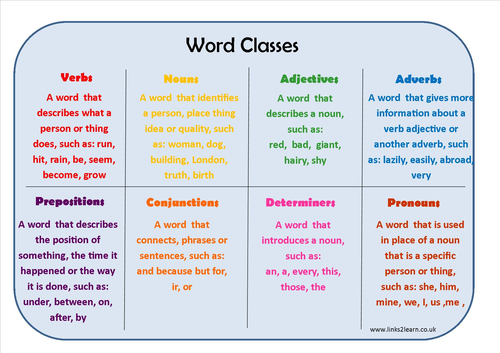 Word Classes
Verbs
A word that
describes what a
person or thing
does, such as: run,
hit, rain, be, seem,
become, grow
Nouns
A word that identifies
a person, place thing
idea or quality, such
as: woman, dog,
building, London,
truth, birth
Adjectives
A word that
describes a noun,
such as:
red, bad, giant,
hairy, shy
Adverbs
A word that gives more
information about a
verb adjective or
another adverb, such
as: lazily, easily, abroad,
very
Prepositions
A word that describes
the position of
something, the time it
happened or the way
it is done, such as:
under, between, on,
after, by
Conjunctions
A word that
connects, phrases or
sentences, such as:
and because but for,
ir, or
Determiners
A word that
introduces a noun,
such as:
an, a, every, this,
those, the
Pronouns
A word that is used
in place of a noun
that is a specific
person or thing,
such as: she, him,
mine, we, I, us ,me ,
www.links2learn.co.uk